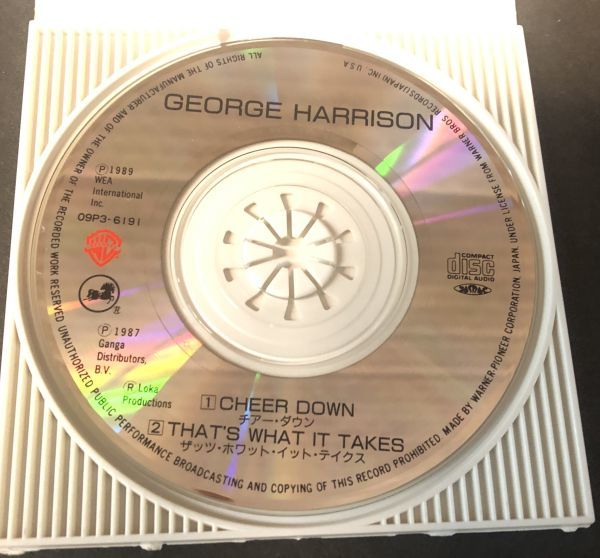 GEORGE HARRISON
Ⓟ 1989
WEA
International
Inc.
09P3-6191
Ⓟ 1987
Ganga
Distributors,
B.V.
Ⓡ Loka
Productions
COMPACT
disc
DIGITAL AUDIO
1 CHEER DOWN
チアー・ダウン
2 THAT'S WHAT IT TAKES
ザッツ・ホワット・イット・テイクス
ALL RIGHTS OF THE MANUFACTURER AND OF THE OWNER OF THE RECORDED WORK RESERVED UNAUTHORIZED PUBLIC PERFORMANCE BROADCASTING AND COPYING OF THIS RECORD PROHIBITED. MADE BY WARNER-PIONEER CORPORATION, JAPAN. UNDER LICENSE FROM WARNER BROS. RECORDS (JAPAN) INC. U.S.A.